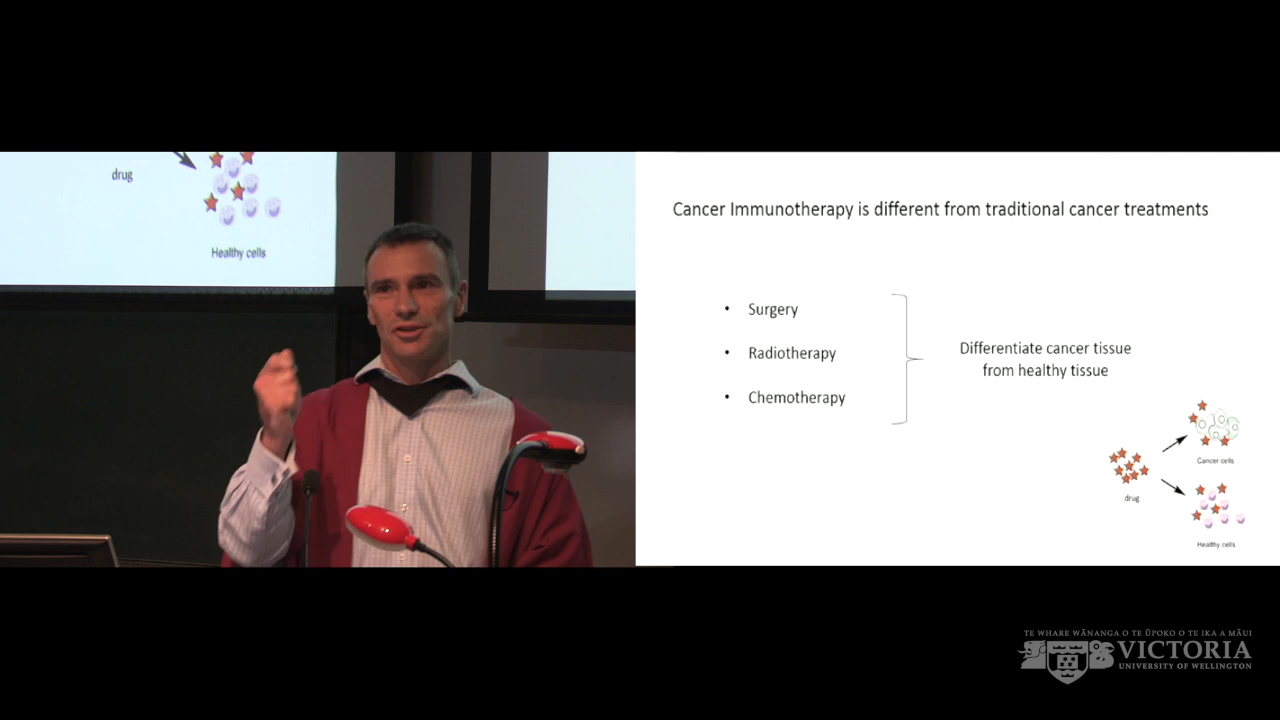 drug
Healthy cells
Cancer Immunotherapy is different from traditional cancer treatments
• Surgery
• Radiotherapy
• Chemotherapy
Differentiate cancer tissue
from healthy tissue
Cancer cells
drug
Healthy cells
TE WHARE WĀNANGA O TE ŪPOKO O TE IKA A MĀUI
VICTORIA
UNIVERSITY OF WELLINGTON